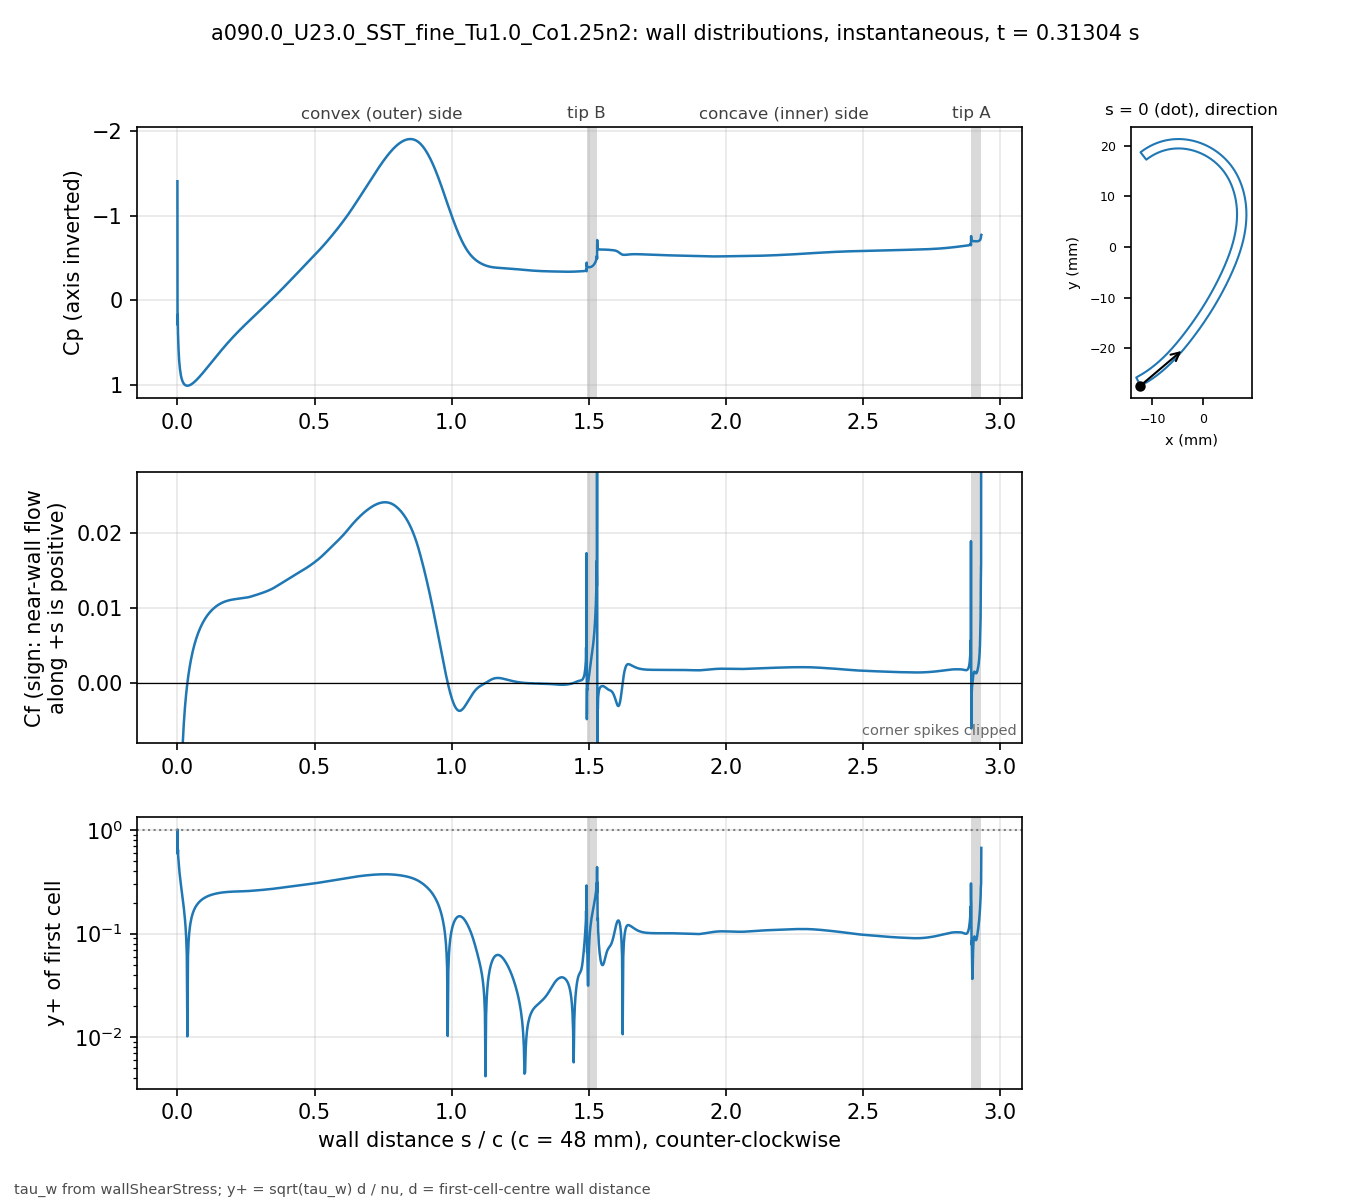 a090.0_U23.0_SST_fine_Tu1.0_Co1.25n2: wall distributions, instantaneous, t = 0.31304 s
convex (outer) side
tip B
concave (inner) side
tip A
Cp (axis inverted)
−2
−1
0
1
0.0 0.5 1.0 1.5 2.0 2.5 3.0
s = 0 (dot), direction
y (mm)
20
10
0
−10
−20
−10 0
x (mm)
Cf (sign: near-wall flow
along +s is positive)
0.02
0.01
0.00
corner spikes clipped
0.0 0.5 1.0 1.5 2.0 2.5 3.0
y+ of first cell
10⁰
10⁻¹
10⁻²
0.0 0.5 1.0 1.5 2.0 2.5 3.0
wall distance s / c (c = 48 mm), counter-clockwise
tau_w from wallShearStress; y+ = sqrt(tau_w) d / nu, d = first-cell-centre wall distance